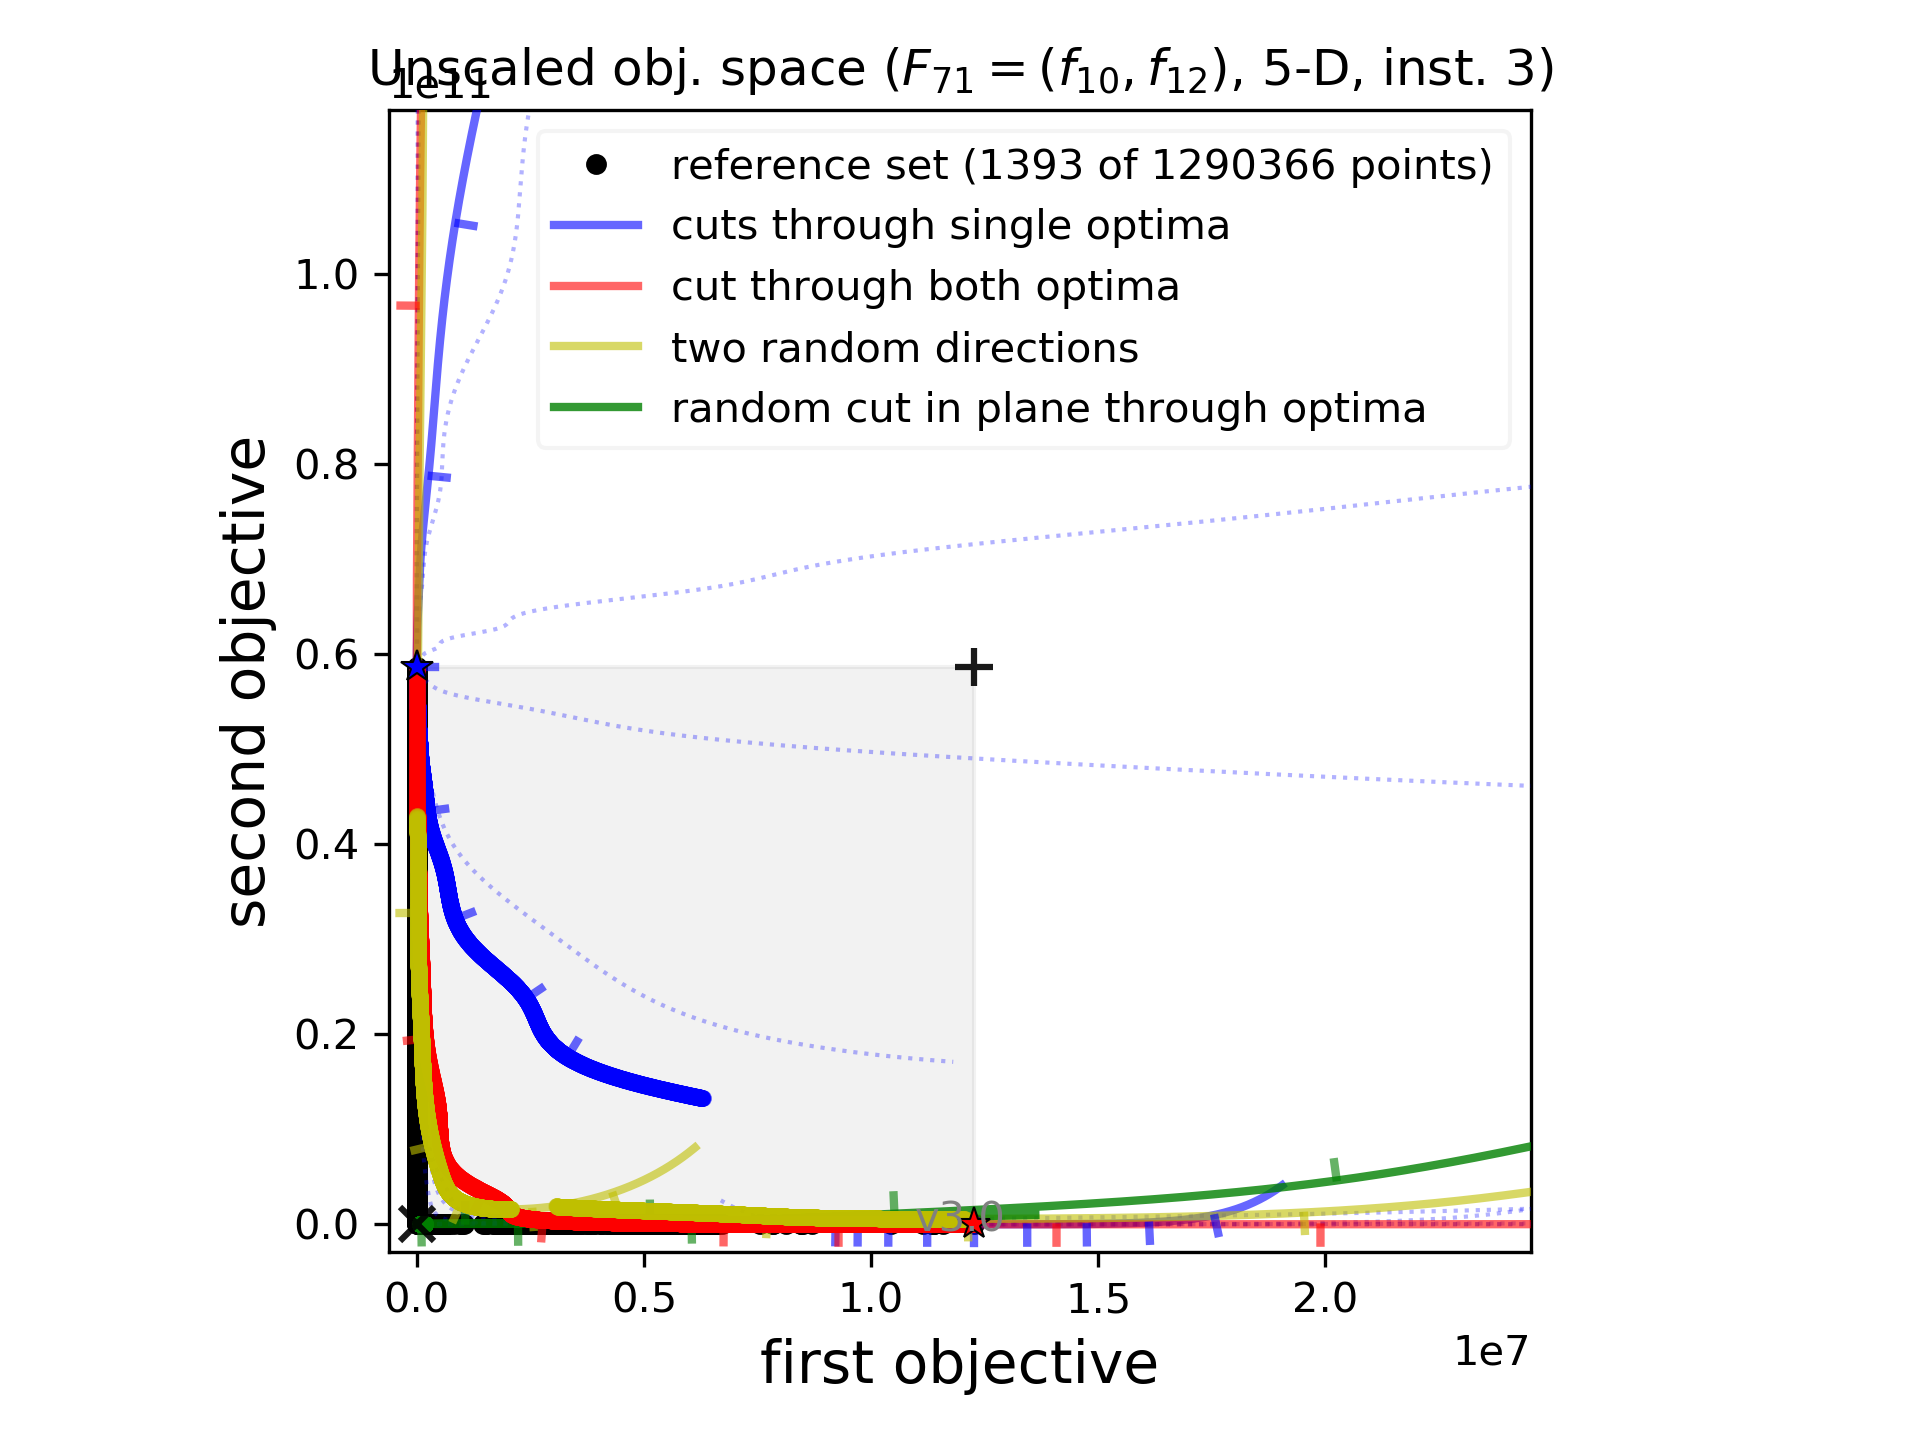 Unscaled obj. space (F71 = (f10, f12), 5-D, inst. 3)
1e11
reference set (1393 of 1290366 points)
cuts through single optima
cut through both optima
two random directions
random cut in plane through optima
1.0
0.8
0.6
0.4
0.2
0.0
second objective
0.0 0.5 1.0 1.5 2.0
1e7
first objective